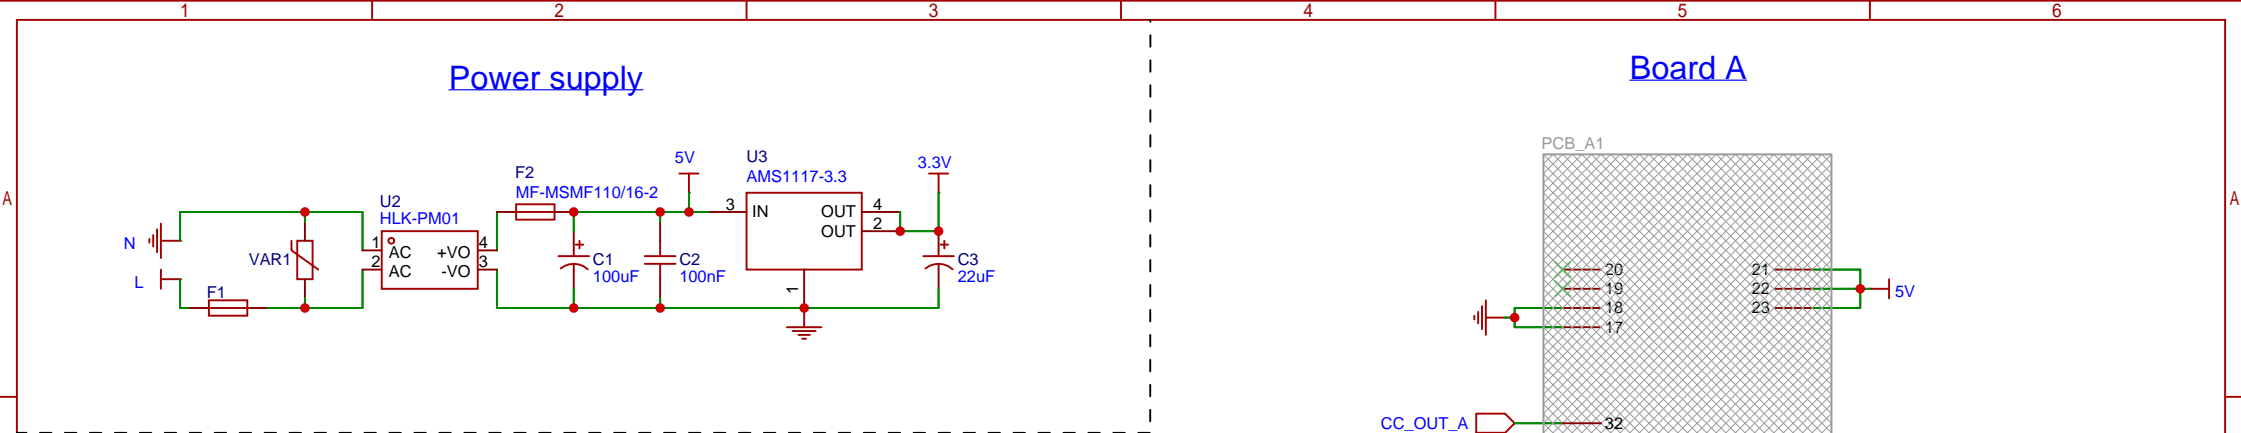 1 2 3 4 5 6
Power supply
Board A
A
A
PCB_A1
F2
MF-MSMF110/16-2
5V
U3
AMS1117-3.3
3.3V
U2
HLK-PM01
3 IN OUT 4
OUT 2
1
N
L
F1
VAR1
1 AC +VO 4
2 AC -VO 3
+
C1
100uF
C2
100nF
+
C3
22uF
20
19
18
17
21
22
23
5V
CC_OUT_A
32